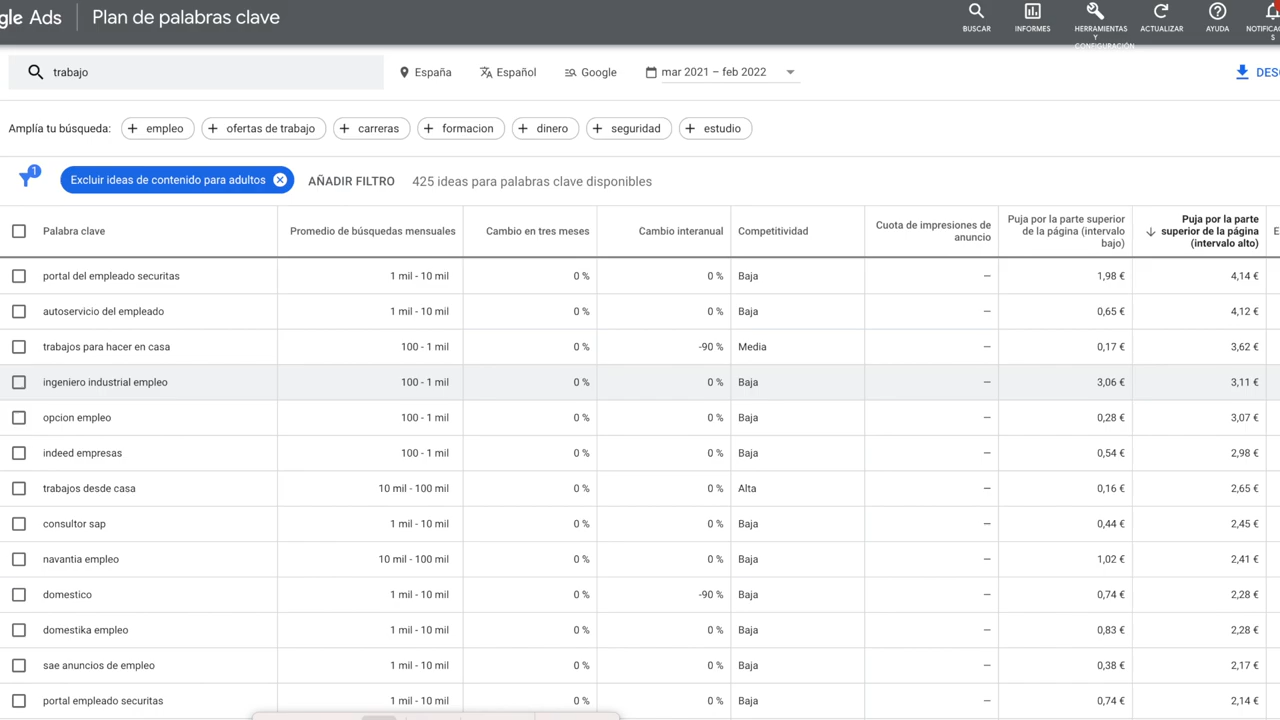 gle Ads Plan de palabras clave
BUSCAR INFORMES HERRAMIENTAS Y CONFIGURACIÓN ACTUALIZAR AYUDA NOTIFICAC S
trabajo España Español Google mar 2021 – feb 2022 DES
Amplía tu búsqueda: + empleo + ofertas de trabajo + carreras + formacion + dinero + seguridad + estudio
1 Excluir ideas de contenido para adultos AÑADIR FILTRO 425 ideas para palabras clave disponibles
Palabra clave Promedio de búsquedas mensuales Cambio en tres meses Cambio interanual Competitividad Cuota de impresiones de anuncio Puja por la parte superior de la página (intervalo bajo) Puja por la parte superior de la página (intervalo alto) E
portal del empleado securitas 1 mil - 10 mil 0 % 0 % Baja – 1,98 € 4,14 €
autoservicio del empleado 1 mil - 10 mil 0 % 0 % Baja – 0,65 € 4,12 €
trabajos para hacer en casa 100 - 1 mil 0 % -90 % Media – 0,17 € 3,62 €
ingeniero industrial empleo 100 - 1 mil 0 % 0 % Baja – 3,06 € 3,11 €
opcion empleo 100 - 1 mil 0 % 0 % Baja – 0,28 € 3,07 €
indeed empresas 100 - 1 mil 0 % 0 % Baja – 0,54 € 2,98 €
trabajos desde casa 10 mil - 100 mil 0 % 0 % Alta – 0,16 € 2,65 €
consultor sap 1 mil - 10 mil 0 % 0 % Baja – 0,44 € 2,45 €
navantia empleo 10 mil - 100 mil 0 % 0 % Baja – 1,02 € 2,41 €
domestico 1 mil - 10 mil 0 % -90 % Baja – 0,74 € 2,28 €
domestika empleo 1 mil - 10 mil 0 % 0 % Baja – 0,83 € 2,28 €
sae anuncios de empleo 1 mil - 10 mil 0 % 0 % Baja – 0,38 € 2,17 €
portal empleado securitas 1 mil - 10 mil 0 % 0 % Baja – 0,74 € 2,14 €